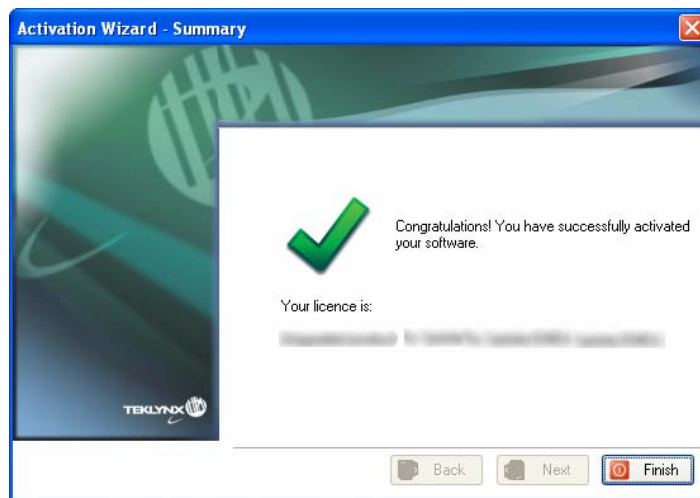 Activation Wizard - Summary
Congratulations! You have successfully activated
your software.
Your licence is:
TEKLYNX
Back
Next
Finish